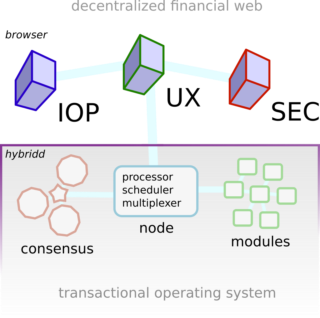 decentralized financial web
browser
IOP
UX
SEC
hybridd
processor
scheduler
multiplexer
consensus
node
modules
transactional operating system